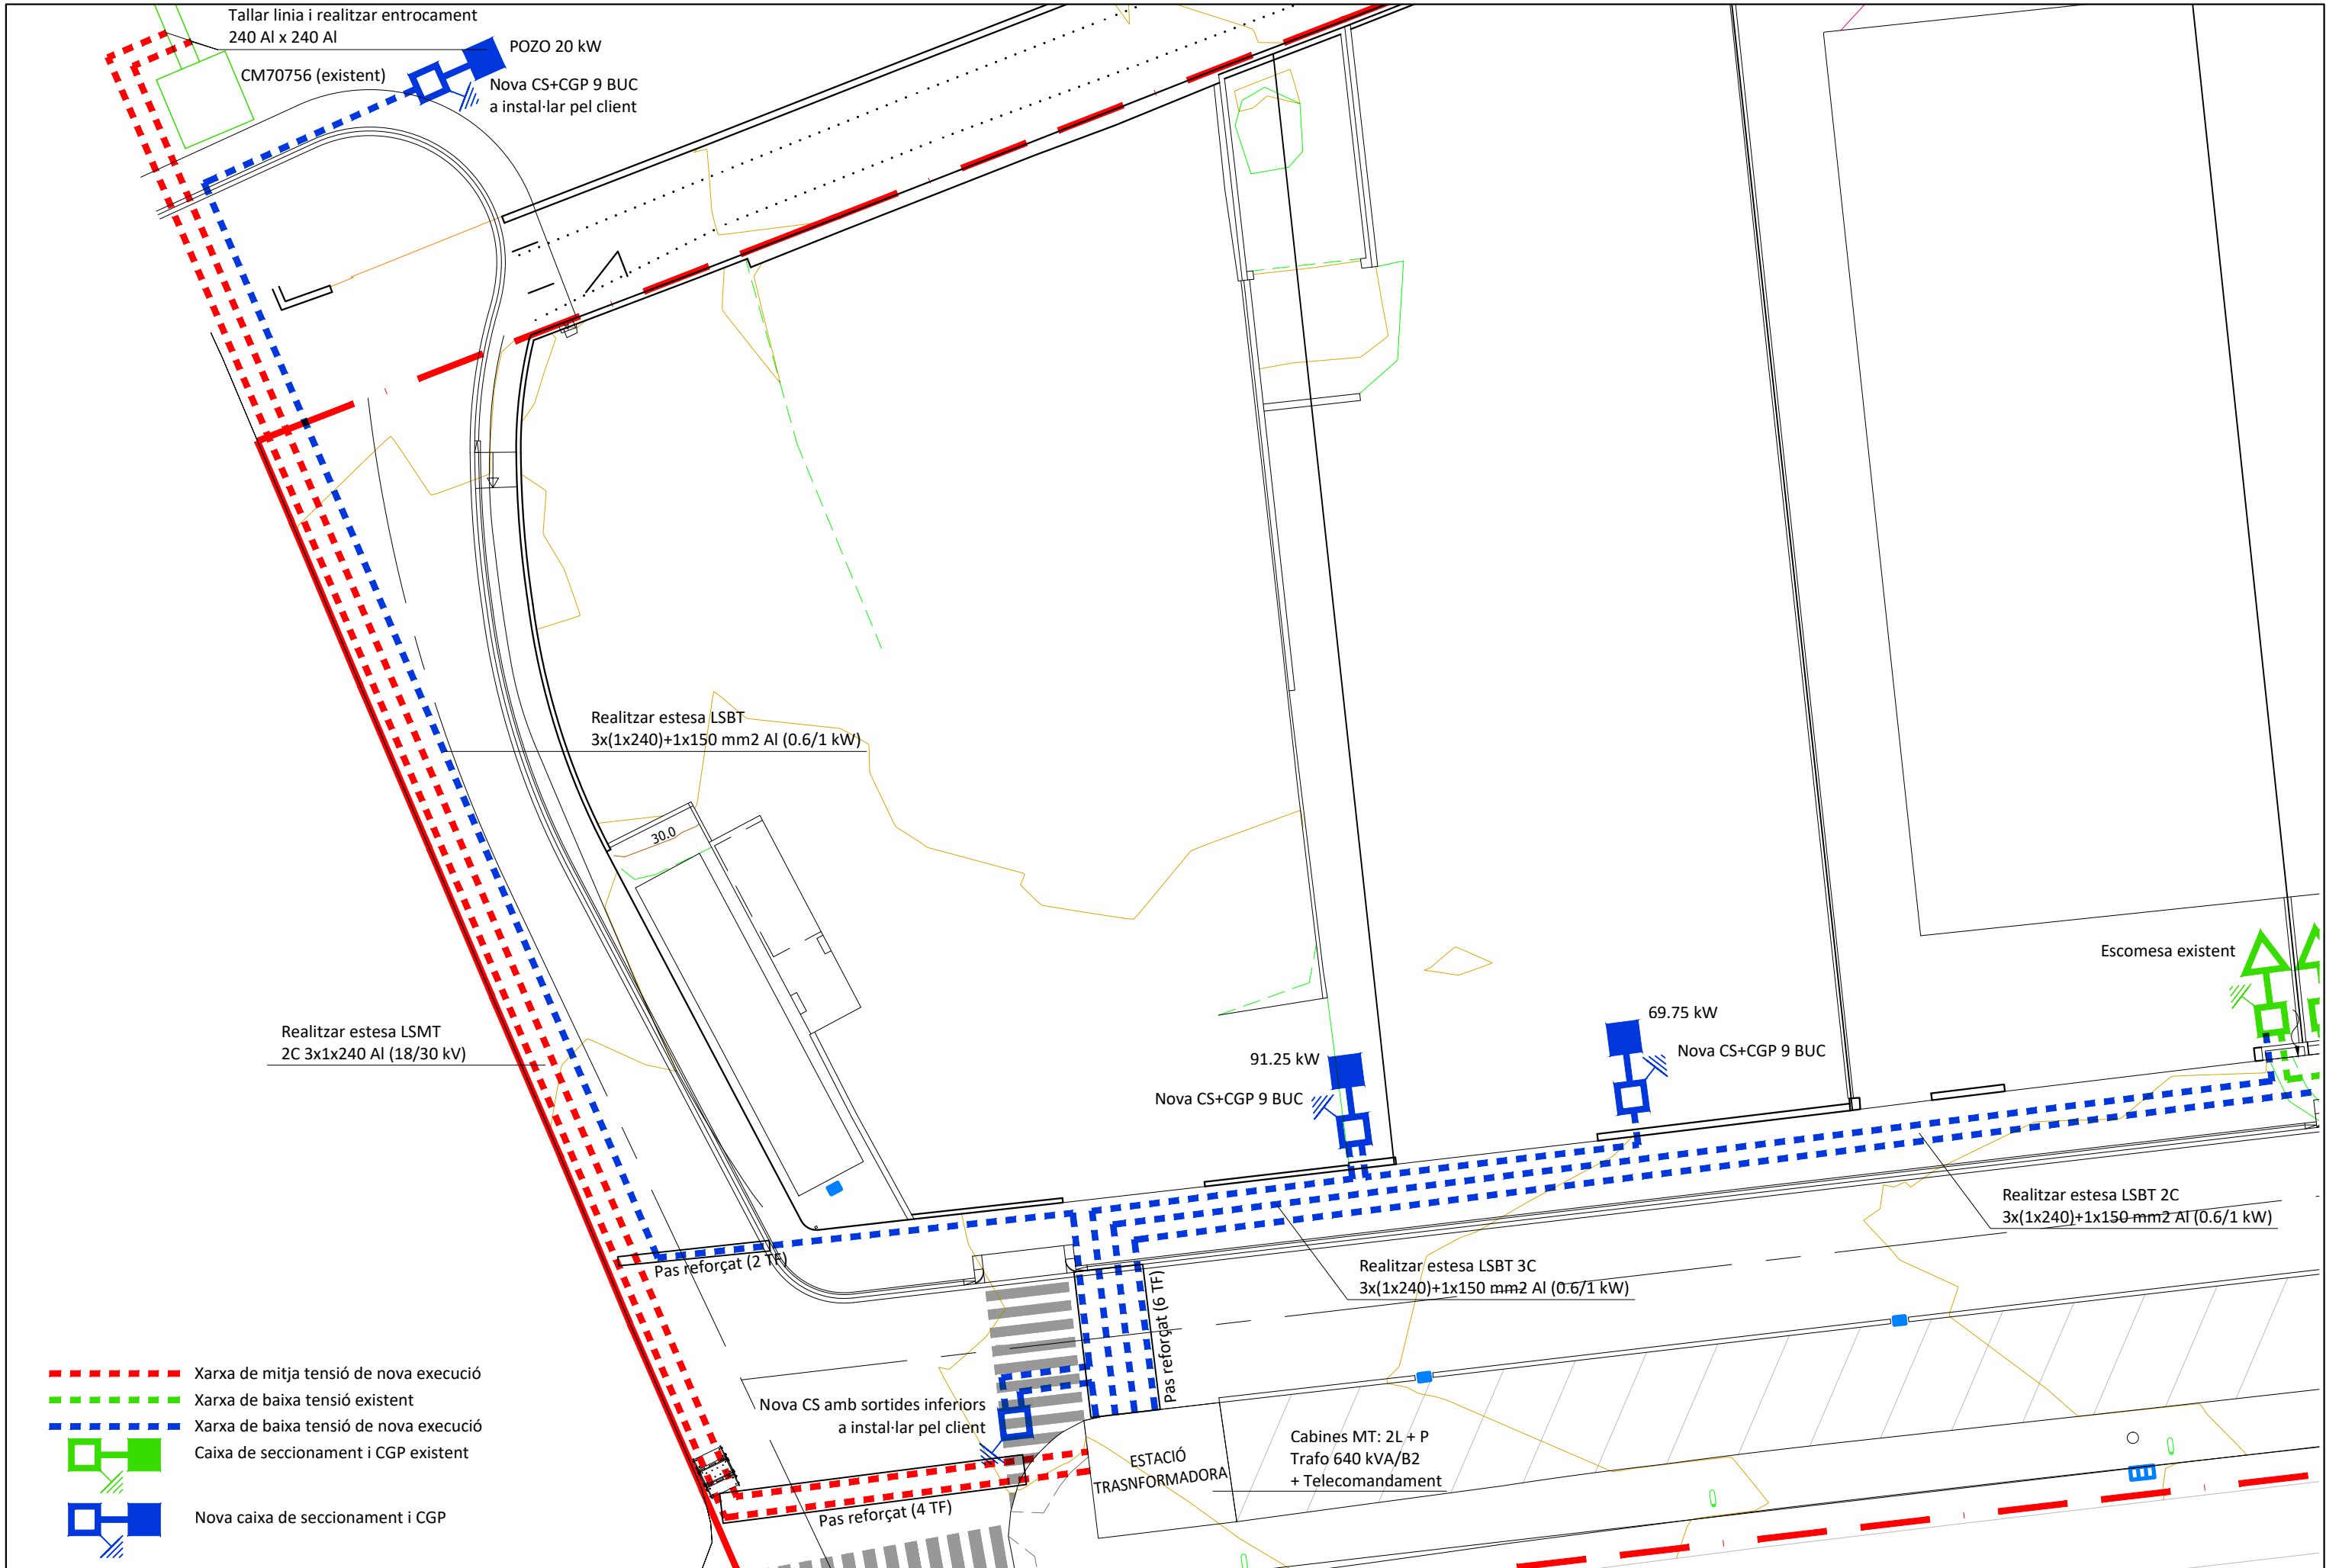 Tallar linia i realitzar entrocament
240 Al x 240 Al
POZO 20 kW
CM70756 (existent)
Nova CS+CGP 9 BUC
a instal·lar pel client
Realitzar estesa LSBT
3x(1x240)+1x150 mm2 Al (0.6/1 kW)
30.0
Escomesa existent
69.75 kW
Nova CS+CGP 9 BUC
91.25 kW
Nova CS+CGP 9 BUC
Realitzar estesa LSMT
2C 3x1x240 Al (18/30 kV)
Realitzar estesa LSBT 2C
3x(1x240)+1x150 mm2 Al (0.6/1 kW)
Pas reforçat (2 TF)
Realitzar estesa LSBT 3C
3x(1x240)+1x150 mm2 Al (0.6/1 kW)
Pas reforçat (6 TF)
Nova CS amb sortides inferiors
a instal·lar pel client
ESTACIÓ
TRASNFORMADORA
Cabines MT: 2L + P
Trafo 640 kVA/B2
+ Telecomandament
Pas reforçat (4 TF)
Xarxa de mitja tensió de nova execució
Xarxa de baixa tensió existent
Xarxa de baixa tensió de nova execució
Caixa de seccionament i CGP existent
Nova caixa de seccionament i CGP